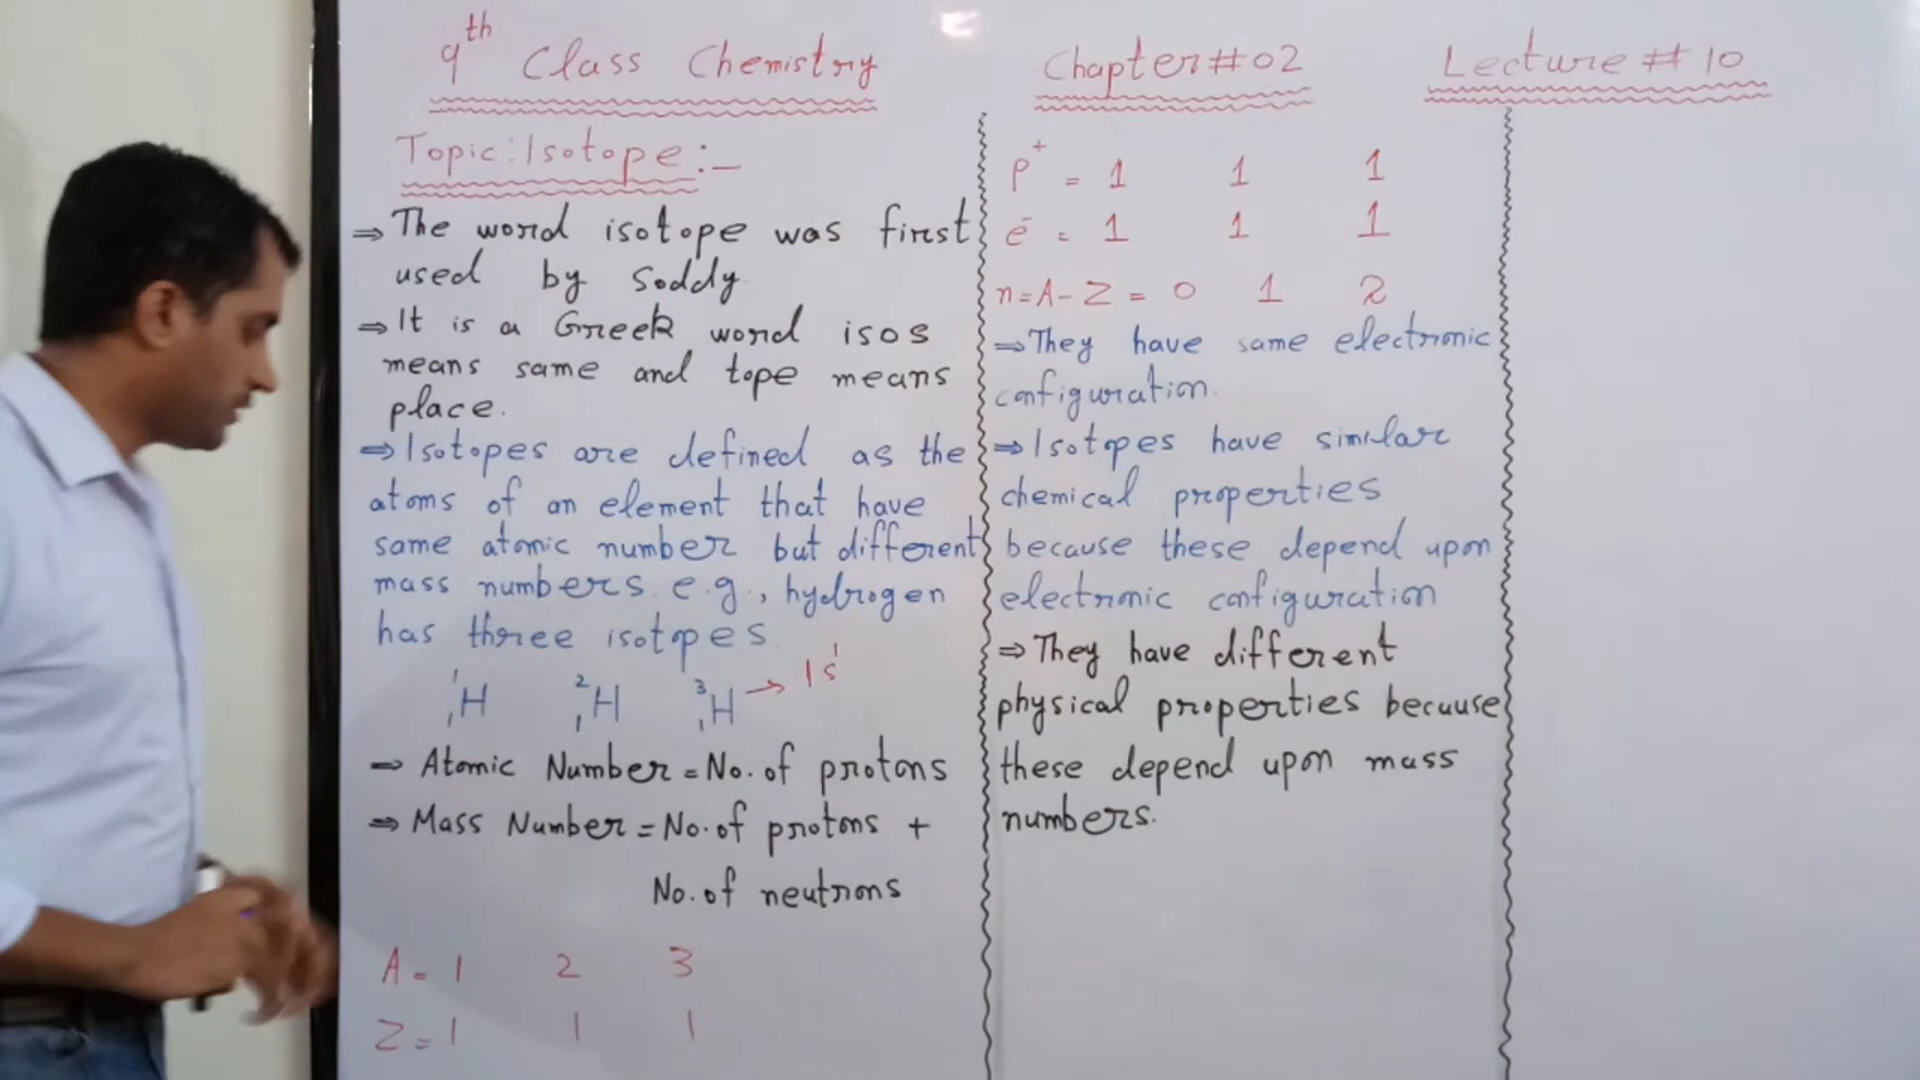 9th Class Chemistry Chapter#02 Lecture #10
Topic: Isotope:-
⇒ The word isotope was first
used by Soddy.
⇒ It is a Greek word isos
means same and tope means
place.
⇒ Isotopes are defined as the
atoms of an element that have
same atomic number but different
mass numbers. e.g., hydrogen
has three isotopes.
¹₁H ²₁H ³₁H → 1s¹
⇒ Atomic Number = No. of protons
⇒ Mass Number = No. of protons +
No. of neutrons
A = 1 2 3
Z = 1 1 1
P⁺ = 1 1 1
e⁻ = 1 1 1
n = A - Z = 0 1 2
⇒ They have same electronic
configuration.
⇒ Isotopes have similar
chemical properties
because these depend upon
electronic configuration
⇒ They have different
physical properties because
these depend upon mass
numbers.